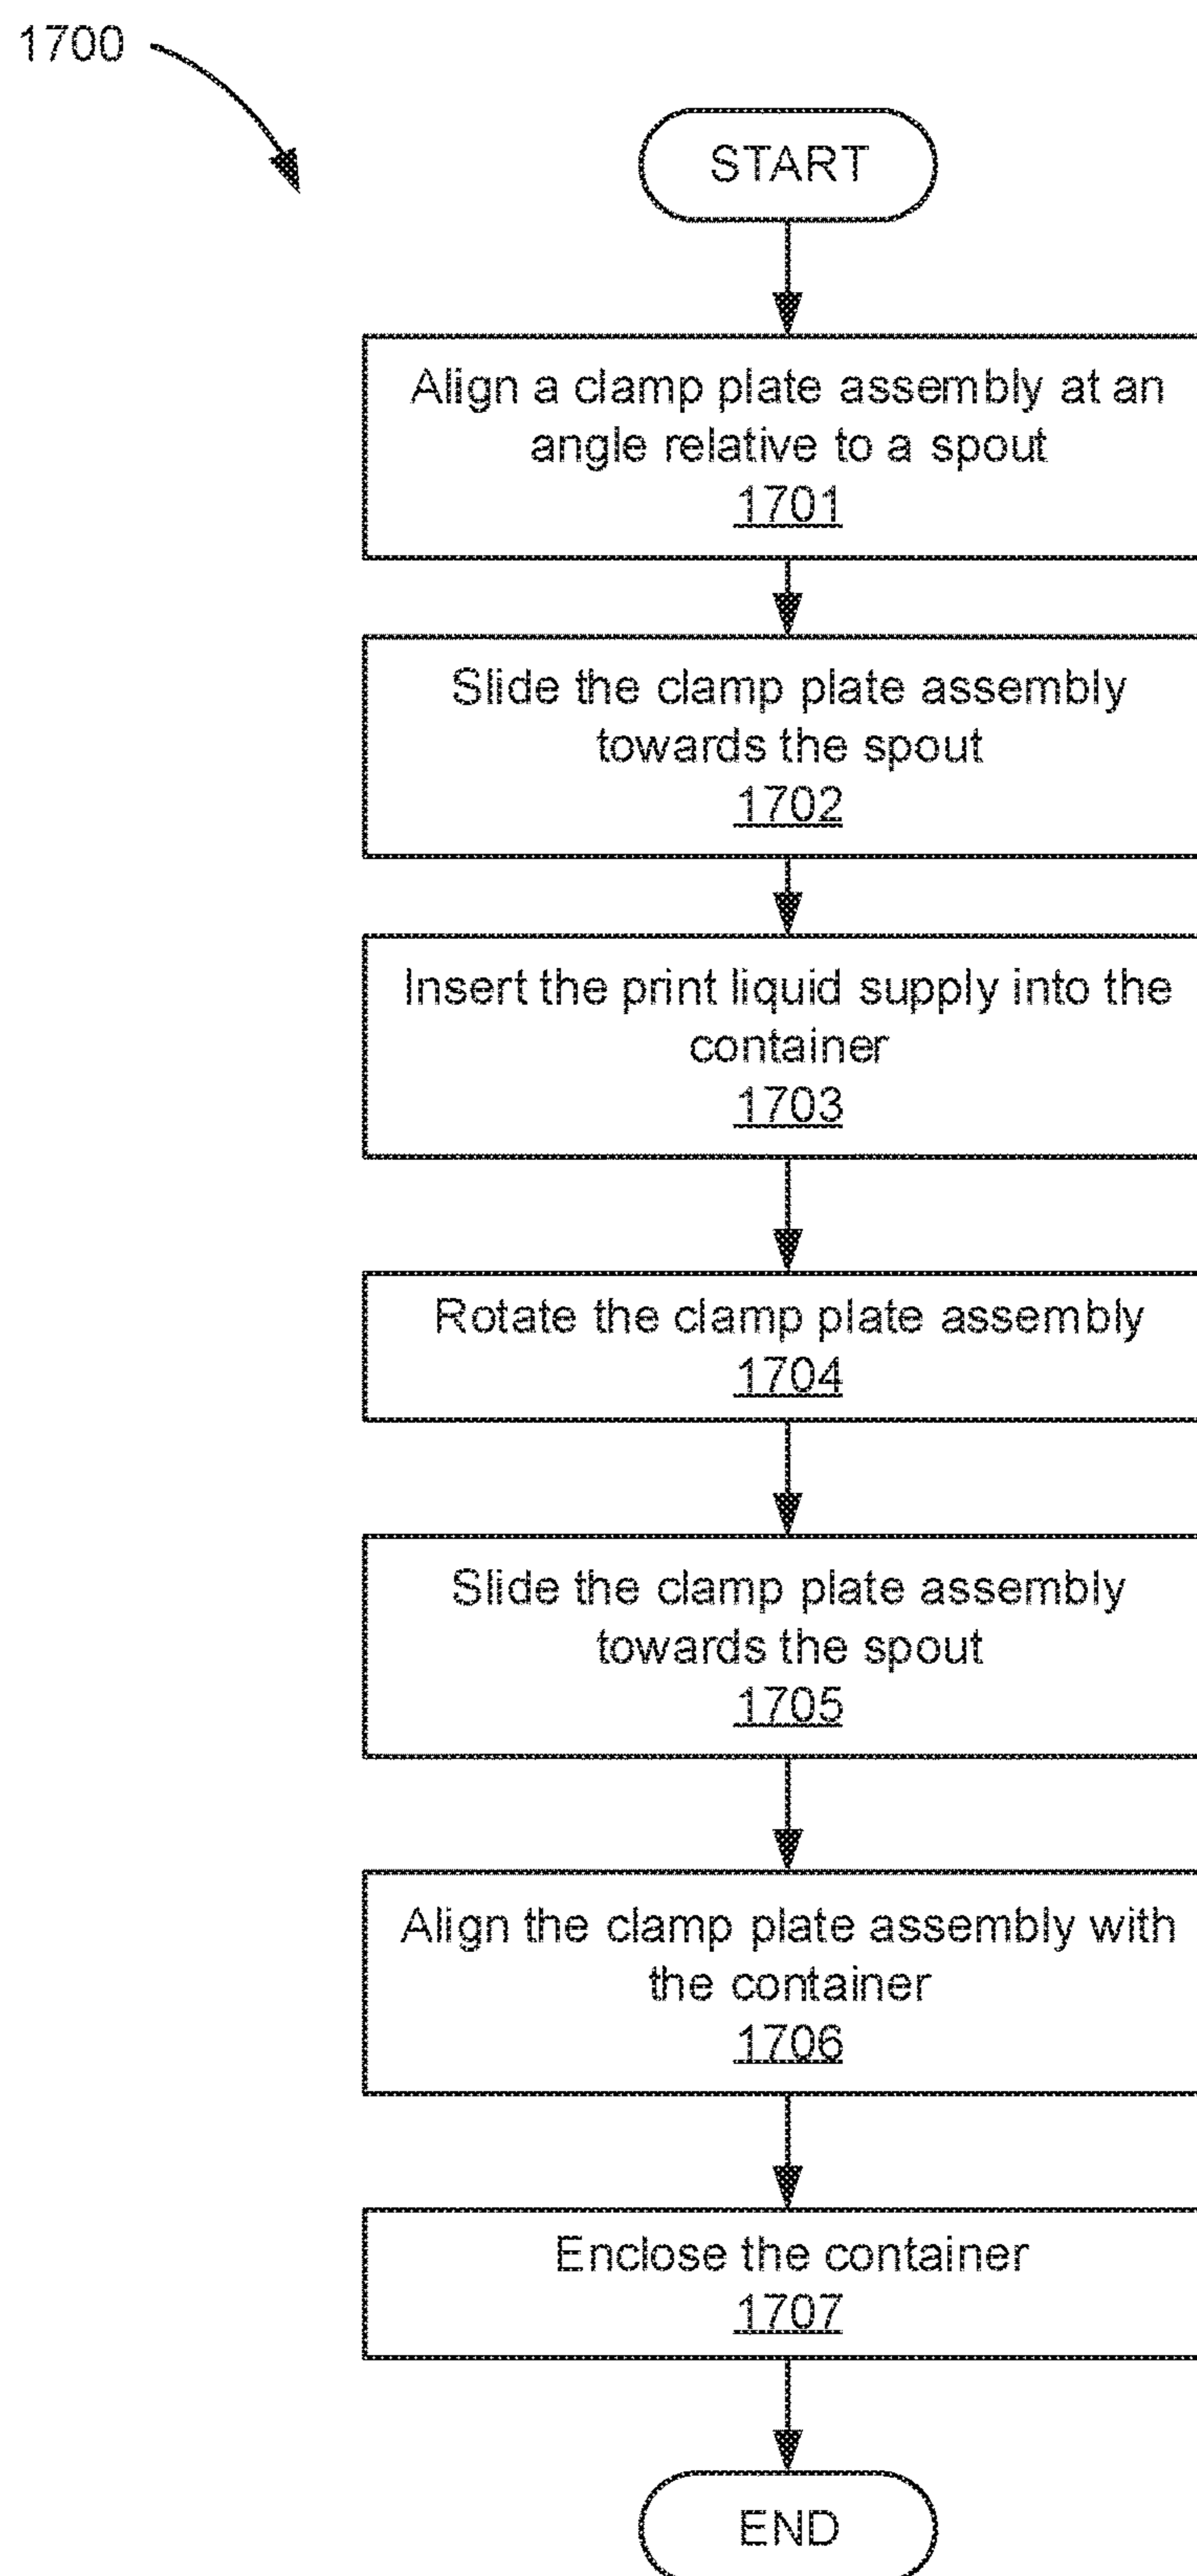 1700
START
Align a clamp plate assembly at an
angle relative to a spout
1701
Slide the clamp plate assembly
towards the spout
1702
Insert the print liquid supply into the
container
1703
Rotate the clamp plate assembly
1704
Slide the clamp plate assembly
towards the spout
1705
Align the clamp plate assembly with
the container
1706
Enclose the container
1707
END